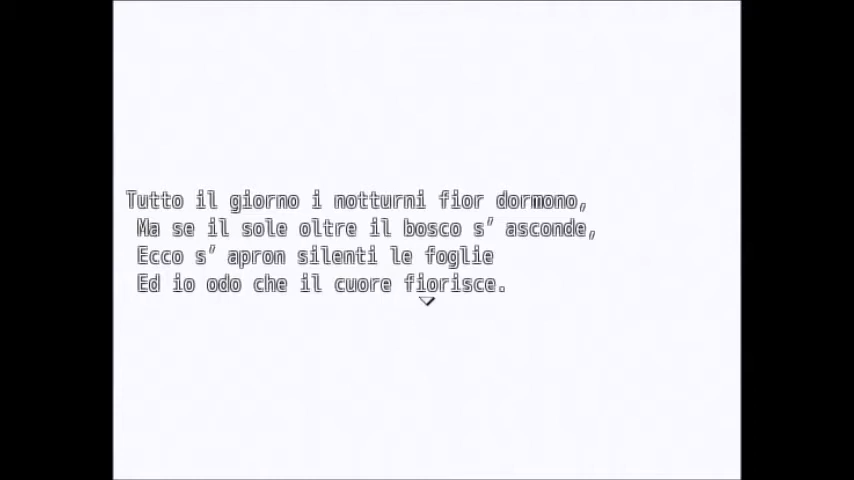 Tutto il giorno i notturni fior dormono,
Ma se il sole oltre il bosco s' asconde,
Ecco s' apron silenti le foglie
Ed io odo che il cuore fiorisce.